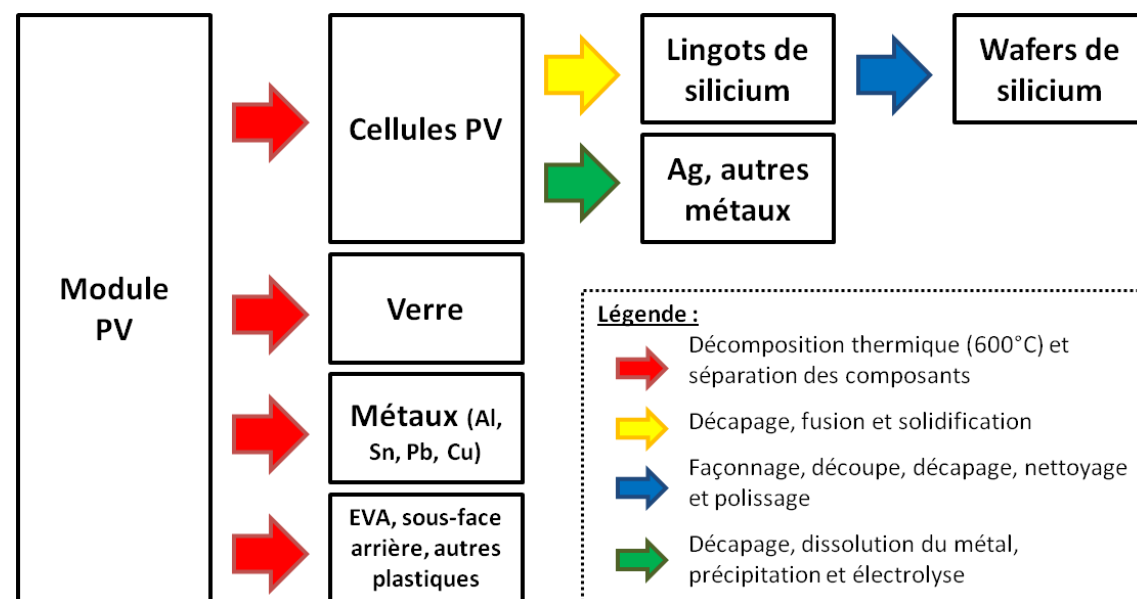 Module
PV
Cellules PV
Lingots de
silicium
Wafers de
silicium
Ag, autres
métaux
Verre
Métaux (Al,
Sn, Pb, Cu)
EVA, sous-face
arrière, autres
plastiques
Légende :
Décomposition thermique (600°C) et
séparation des composants
Décapage, fusion et solidification
Façonnage, découpe, décapage, nettoyage
et polissage
Décapage, dissolution du métal,
précipitation et électrolyse